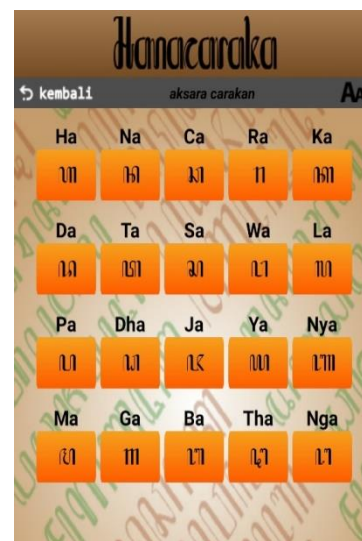 Hanacaraka
kembali aksara carakan AA
Ha Na Ca Ra Ka
ꦲ ꦤ ꦕ ꦫ ꦏ
Da Ta Sa Wa La
ꦢ ꦠ ꦱ ꦮ ꦭ
Pa Dha Ja Ya Nya
ꦥ ꦝ ꦗ ꦪ ꦚ
Ma Ga Ba Tha Nga
ꦩ ꦒ ꦧ ꦛ ꦔ